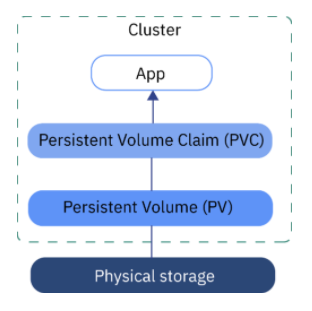 Cluster
App
Persistent Volume Claim (PVC)
Persistent Volume (PV)
Physical storage